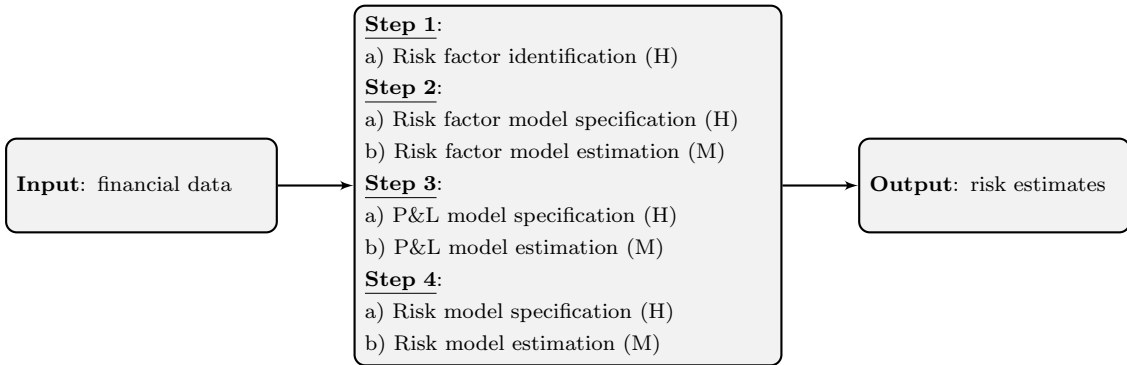 Input: financial data
Step 1:
a) Risk factor identification (H)
Step 2:
a) Risk factor model specification (H)
b) Risk factor model estimation (M)
Step 3:
a) P&L model specification (H)
b) P&L model estimation (M)
Step 4:
a) Risk model specification (H)
b) Risk model estimation (M)
Output: risk estimates